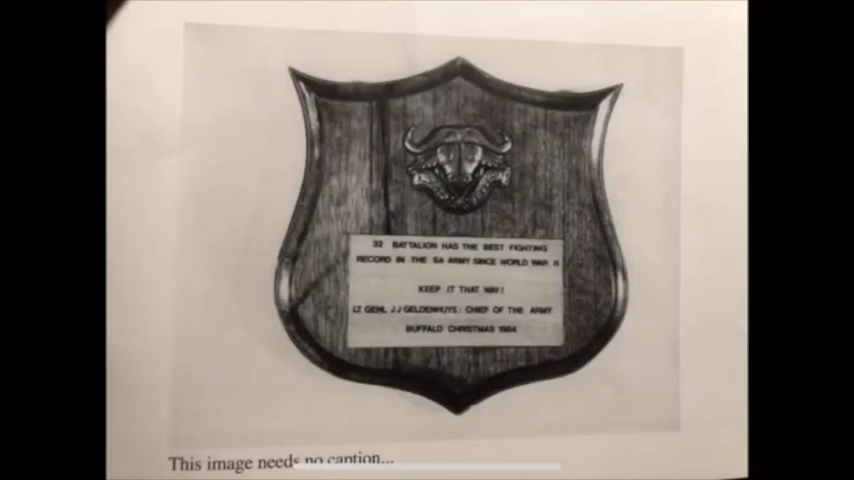 32 BATTALION HAS THE BEST FIGHTING
RECORD IN THE SA ARMY SINCE WORLD WAR II
KEEP IT THAT WAY!
LT GENL JJ GELDENHUYS: CHIEF OF THE ARMY
BUFFALO CHRISTMAS 1984
This image needs no caption...